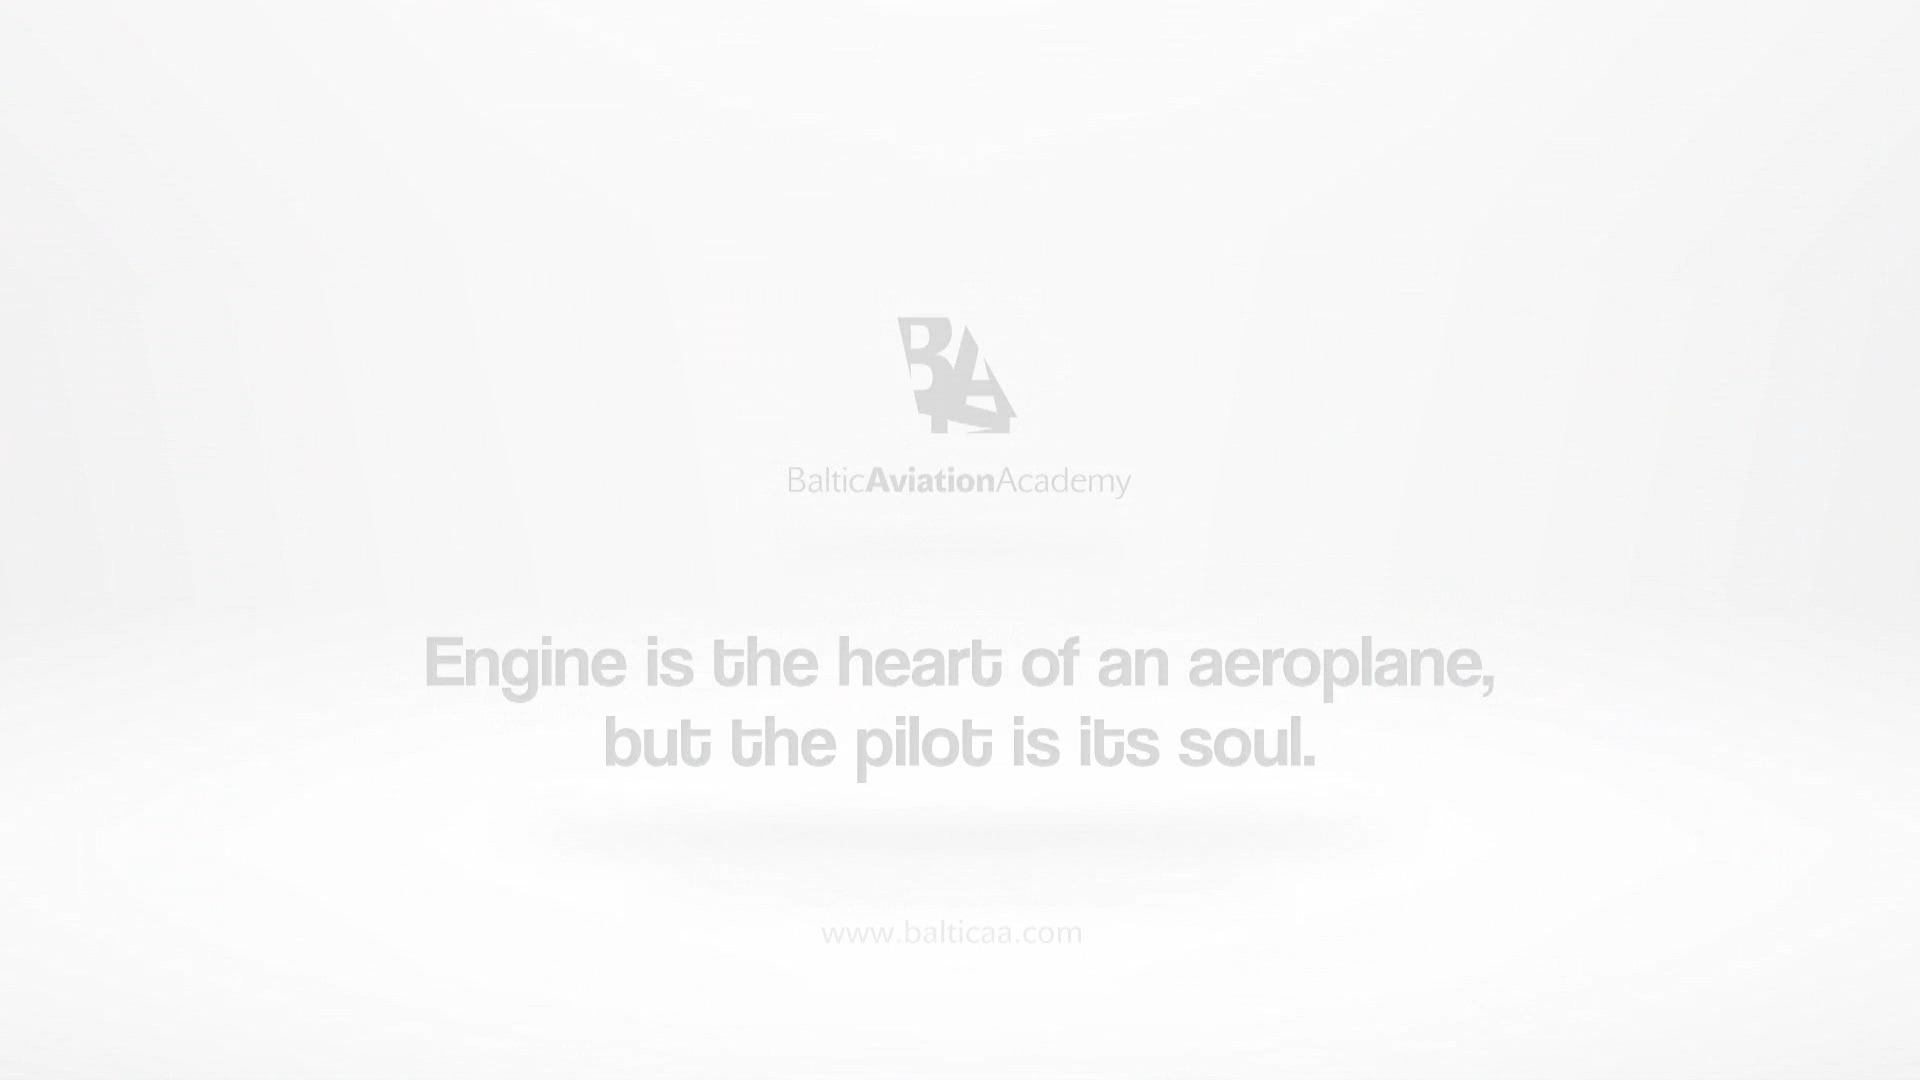 BA
BalticAviationAcademy
Engine is the heart of an aeroplane,
but the pilot is its soul.
www.balticaa.com